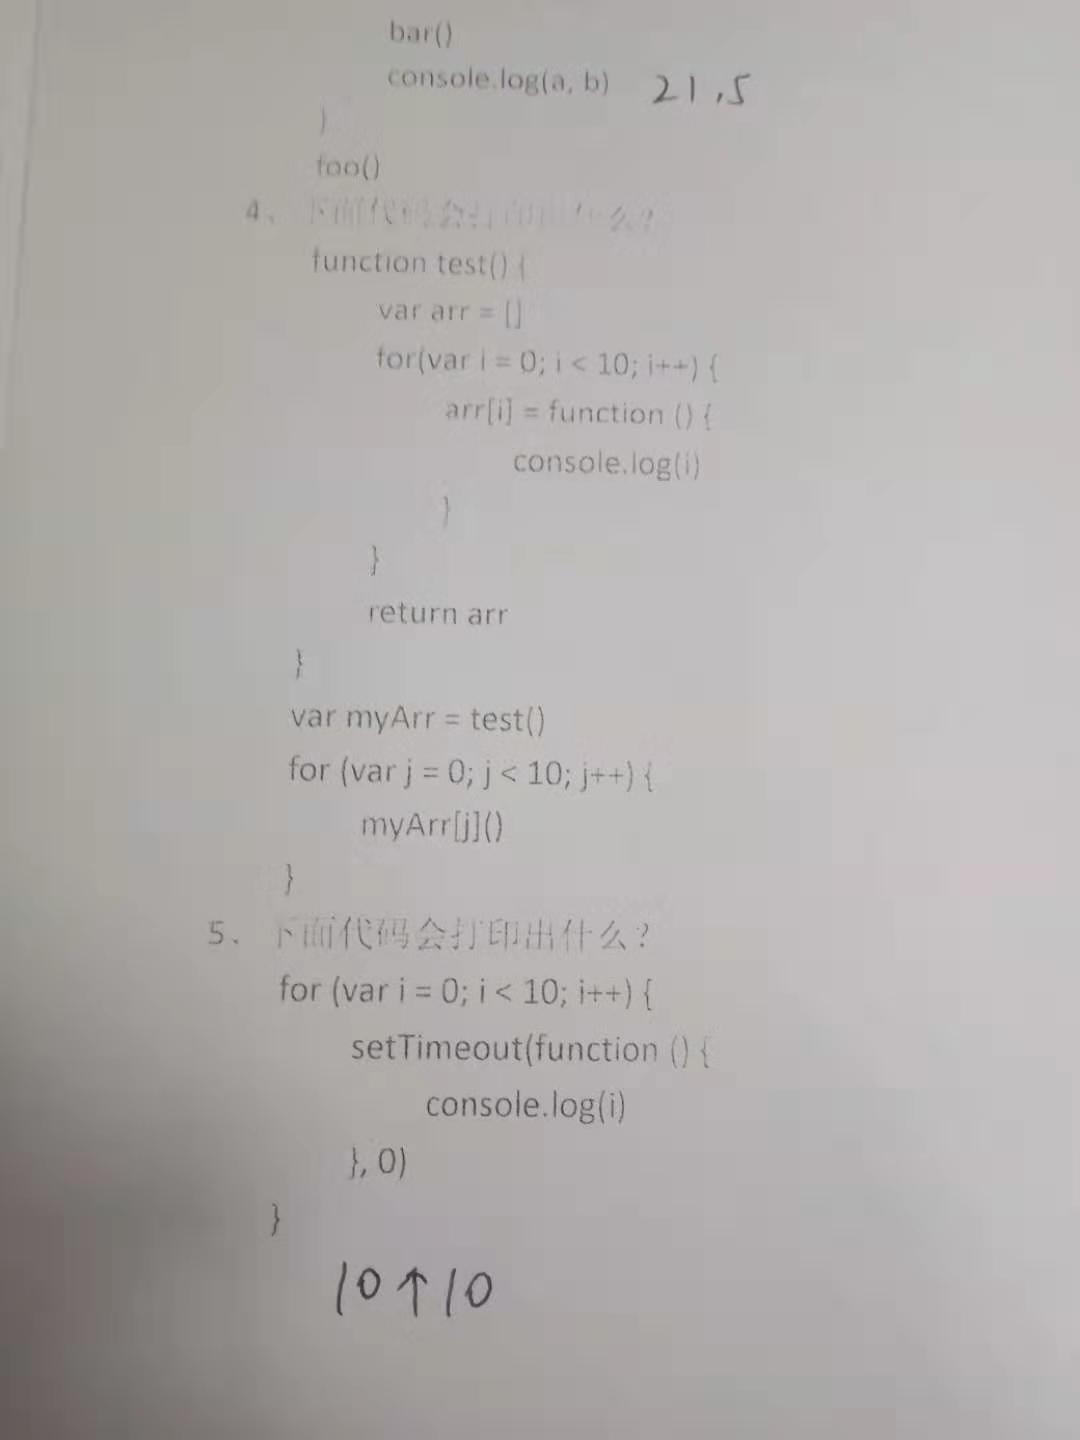 bar()
console.log(a, b) 21,5
}
foo()
4、下面代码会打印出什么?
function test() {
var arr = []
for(var i = 0; i < 10; i++) {
arr[i] = function () {
console.log(i)
}
}
return arr
}
var myArr = test()
for (var j = 0; j < 10; j++) {
myArr[j]()
}
5、下面代码会打印出什么?
for (var i = 0; i < 10; i++) {
setTimeout(function () {
console.log(i)
}, 0)
}
10个10